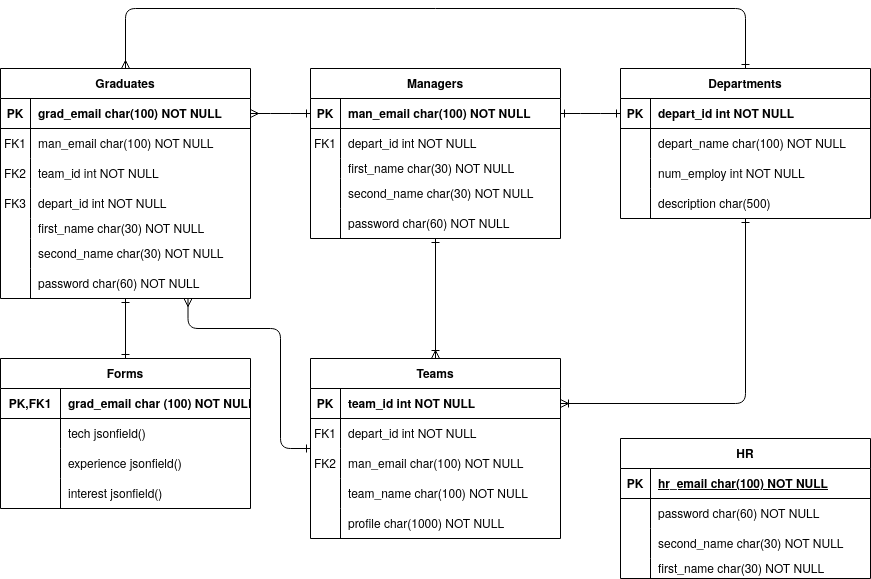 Graduates
PK grad_email char(100) NOT NULL
FK1 man_email char(100) NOT NULL
FK2 team_id int NOT NULL
FK3 depart_id int NOT NULL
first_name char(30) NOT NULL
second_name char(30) NOT NULL
password char(60) NOT NULL
Managers
PK man_email char(100) NOT NULL
FK1 depart_id int NOT NULL
first_name char(30) NOT NULL
second_name char(30) NOT NULL
password char(60) NOT NULL
Departments
PK depart_id int NOT NULL
depart_name char(100) NOT NULL
num_employ int NOT NULL
description char(500)
Forms
PK,FK1 grad_email char (100) NOT NULL
tech jsonfield()
experience jsonfield()
interest jsonfield()
Teams
PK team_id int NOT NULL
FK1 depart_id int NOT NULL
FK2 man_email char(100) NOT NULL
team_name char(100) NOT NULL
profile char(1000) NOT NULL
HR
PK hr_email char(100) NOT NULL
password char(60) NOT NULL
second_name char(30) NOT NULL
first_name char(30) NOT NULL